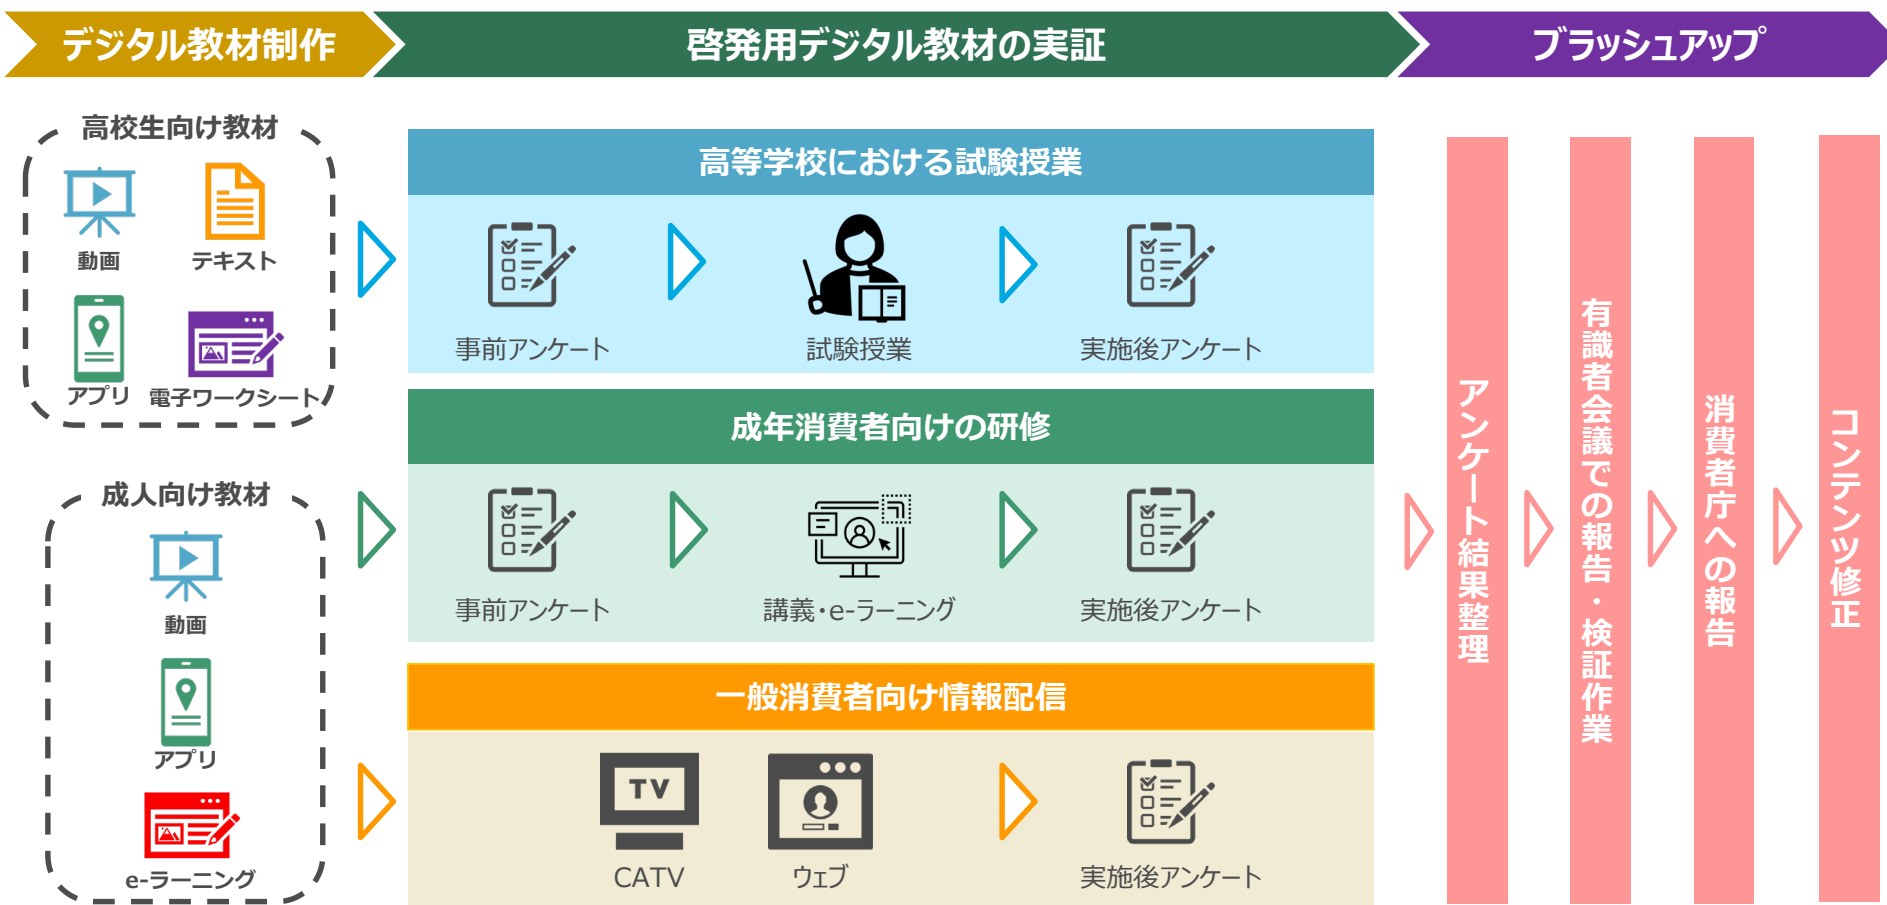 デジタル教材制作
啓発用デジタル教材の実証
ブラッシュアップ
高校生向け教材
動画
テキスト
アプリ
電子ワークシート
成人向け教材
動画
アプリ
e-ラーニング
高等学校における試験授業
事前アンケート
試験授業
実施後アンケート
成年消費者向けの研修
事前アンケート
講義・e-ラーニング
実施後アンケート
一般消費者向け情報配信
TV
CATV
ウェブ
実施後アンケート
アンケート結果整理
有識者会議での報告・検証作業
消費者庁への報告
コンテンツ修正